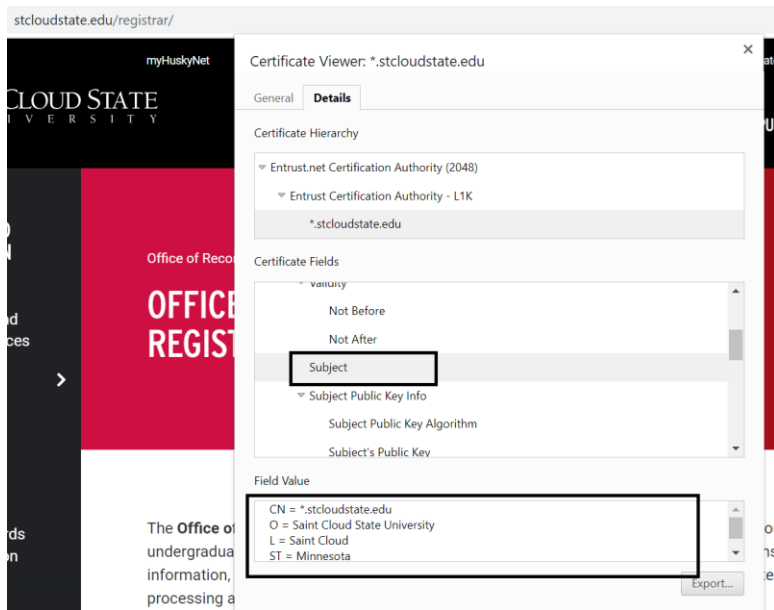 stcloudstate.edu/registrar/
myHuskyNet
CLOUD STATE
I V E R S I T Y
Certificate Viewer: *.stcloudstate.edu
General Details
Certificate Hierarchy
Entrust.net Certification Authority (2048)
Entrust Certification Authority - L1K
*.stcloudstate.edu
Office of Reco
OFFICE
REGIST
Certificate Fields
Validity
Not Before
Not After
Subject
Subject Public Key Info
Subject Public Key Algorithm
Subject's Public Key
Field Value
CN = *.stcloudstate.edu
O = Saint Cloud State University
L = Saint Cloud
ST = Minnesota
Export...
The Office of
undergradua
information,
processing a